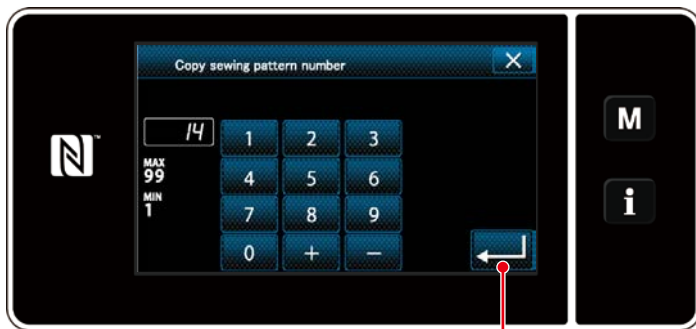 Copy sewing pattern number
14
1 2 3
MAX
99
4 5 6
MIN
1
7 8 9
0 + −
M
i